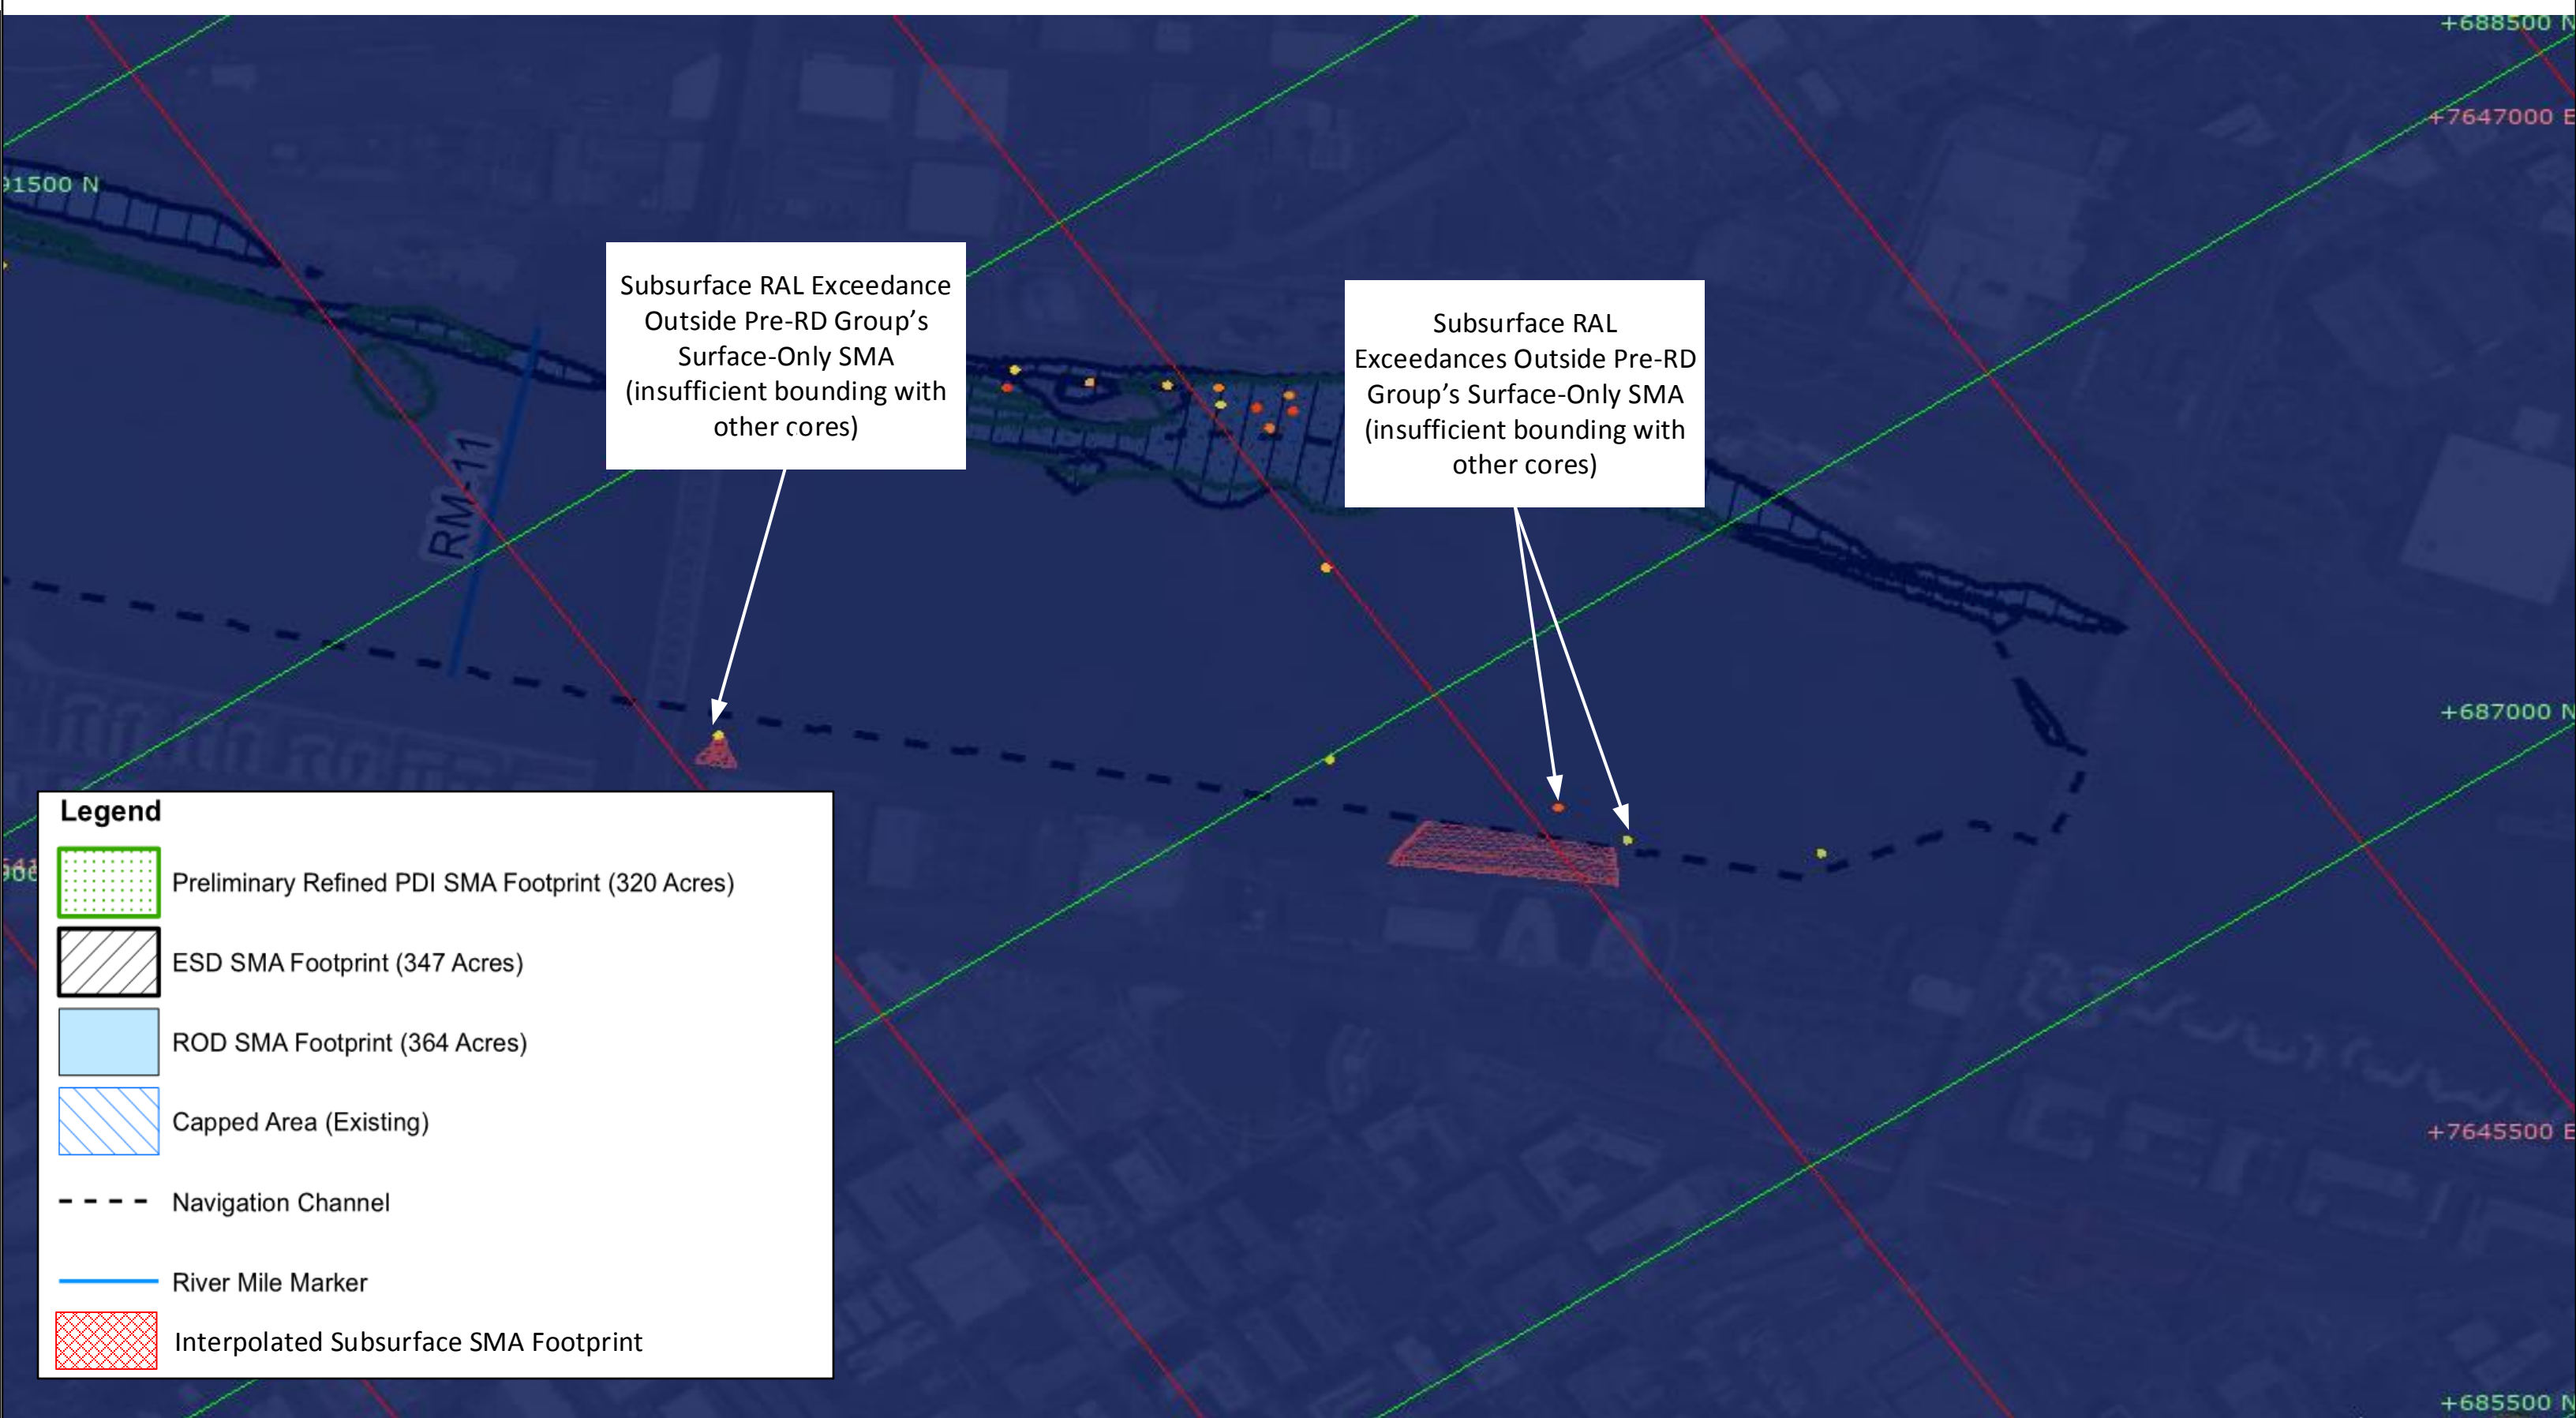 +688500 N
+7647000 E
91500 N
Subsurface RAL Exceedance
Outside Pre-RD Group’s
Surface-Only SMA
(insufficient bounding with
other cores)
Subsurface RAL
Exceedances Outside Pre-RD
Group’s Surface-Only SMA
(insufficient bounding with
other cores)
RM-11
+687000 N
Legend
Preliminary Refined PDI SMA Footprint (320 Acres)
ESD SMA Footprint (347 Acres)
ROD SMA Footprint (364 Acres)
Capped Area (Existing)
Navigation Channel
River Mile Marker
Interpolated Subsurface SMA Footprint
+7645500 E
+685500 N